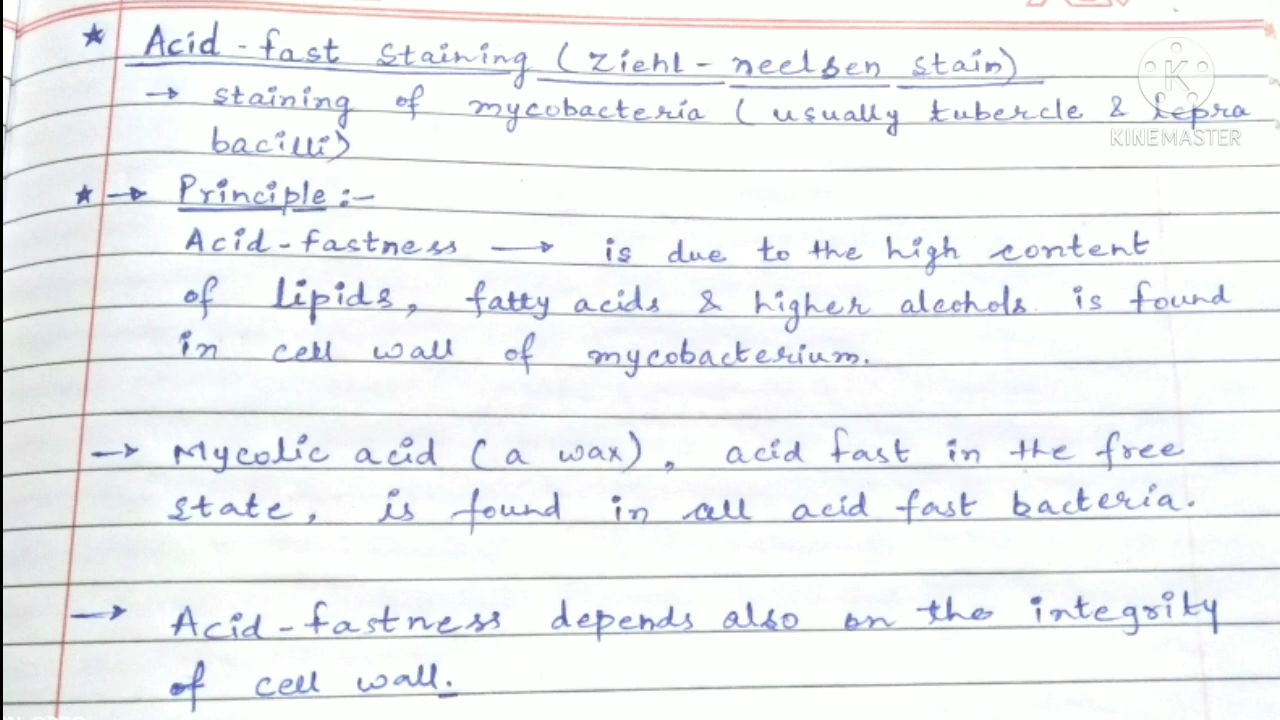 ★ Acid-fast staining (Ziehl-neelsen stain)
→ staining of mycobacteria (usually tubercle & lepra
bacilli)
★ → Principle :-
Acid-fastness → is due to the high content
of lipids, fatty acids & higher alcohols is found
in cell wall of mycobacterium.
→ Mycolic acid (a wax), acid fast in the free
state, is found in all acid fast bacteria.
→ Acid-fastness depends also on the integrity
of cell wall.
K
KINEMASTER